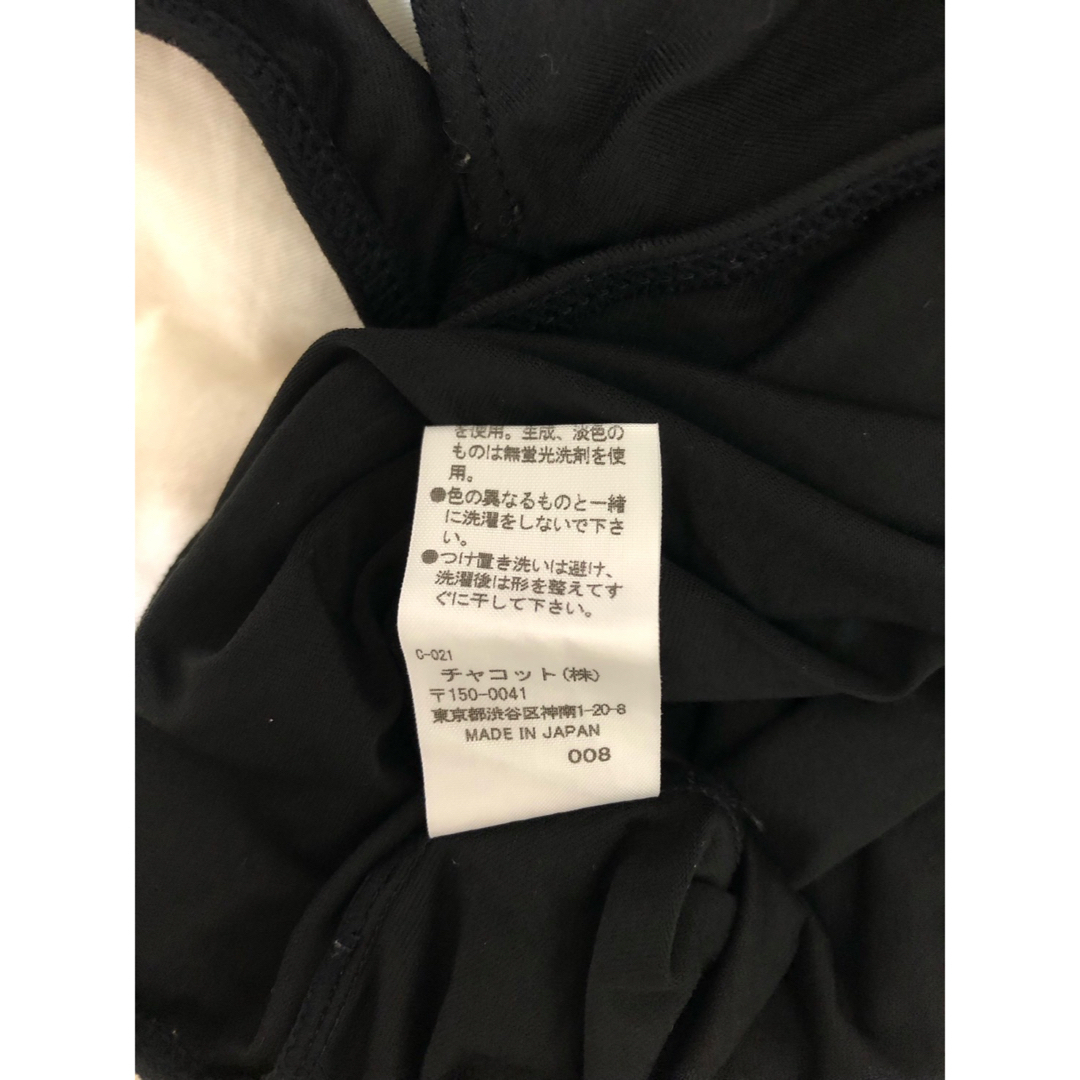 を使用。生成、淡色の
ものは無蛍光洗剤を使
用。
●色の異なるものと一緒
に洗濯をしないで下さ
い。
●つけ置き洗いは避け、
洗濯後は形を整えてす
ぐに干して下さい。
C-021
チャコット(株)
〒150-0041
東京都渋谷区神南1-20-8
MADE IN JAPAN
008